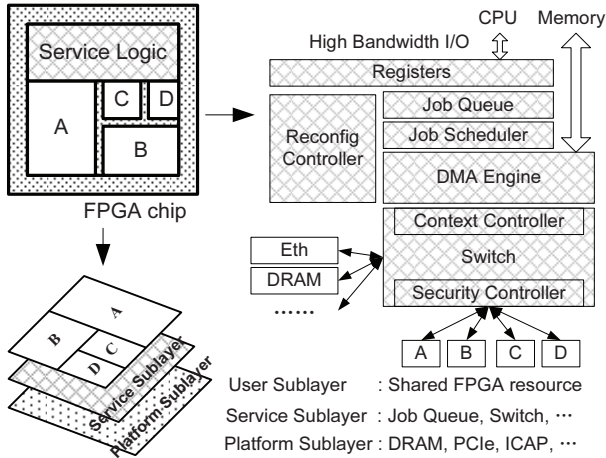 Service Logic
A
C
D
B
FPGA chip
A
B
C
D
Service Sublayer
Platform Sublayer
CPU
Memory
High Bandwidth I/O
Registers
Reconfig
Controller
Job Queue
Job Scheduler
DMA Engine
Context Controller
Switch
Security Controller
Eth
DRAM
······
A
B
C
D
User Sublayer : Shared FPGA resource
Service Sublayer : Job Queue, Switch, ···
Platform Sublayer : DRAM, PCIe, ICAP, ···